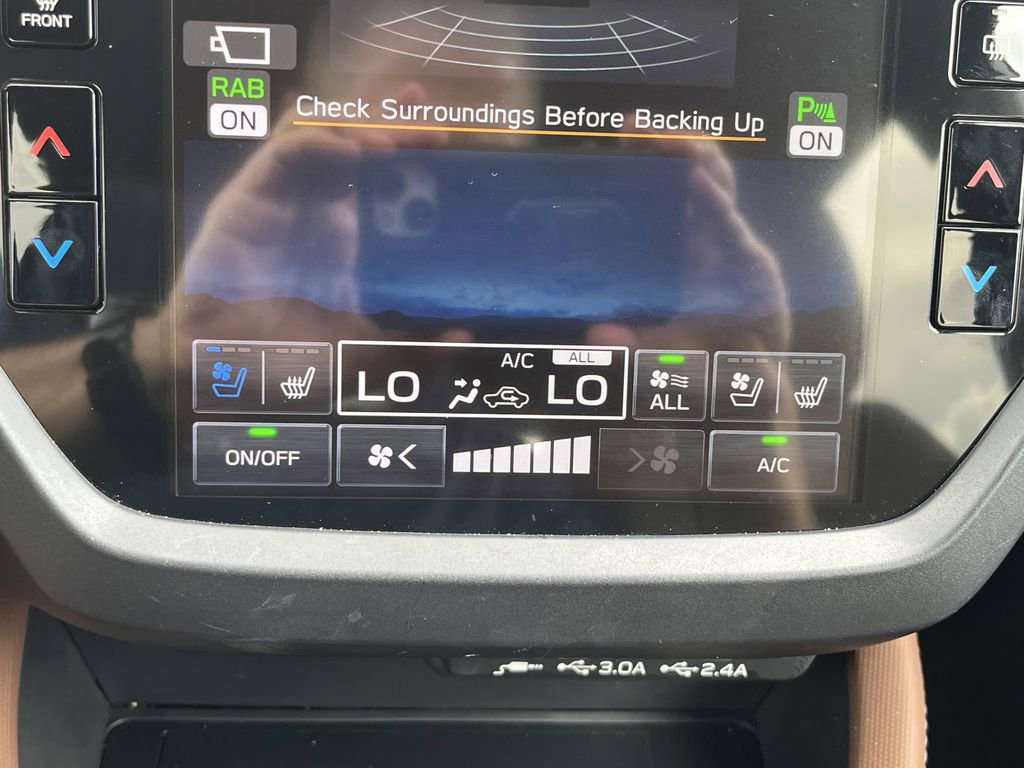 FRONT
RAB
ON
Check Surroundings Before Backing Up
P
ON
A/C ALL
LO LO
ALL
ON/OFF
A/C
3.0A 2.4A